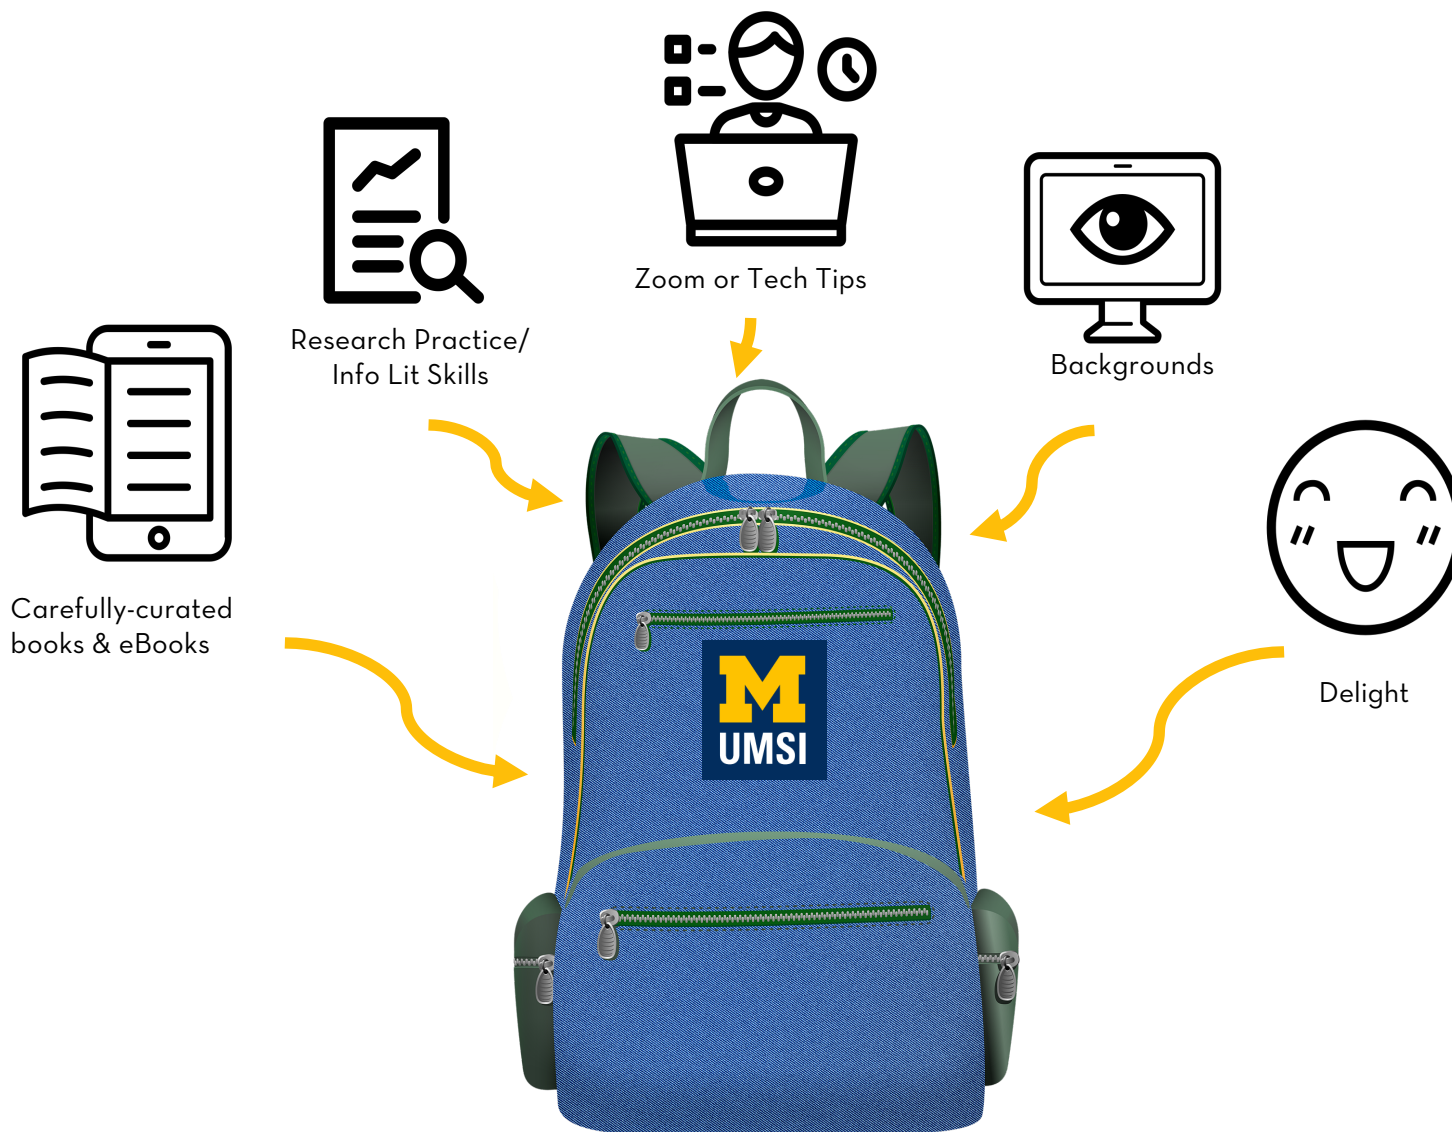 Zoom or Tech Tips
Research Practice/
Info Lit Skills
Backgrounds
Carefully-curated
books & eBooks
Delight
M
UMSI